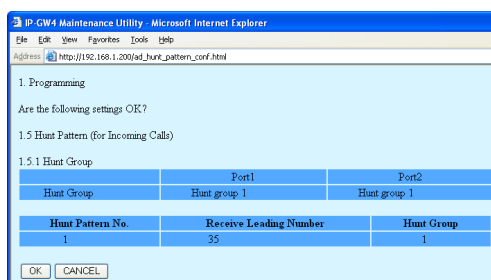 IP-GW4 Maintenance Utility - Microsoft Internet Explorer
File Edit View Favorites Tools Help
Address http://192.168.1.200/ad_hunt_pattern_conf.html
1. Programming
Are the following settings OK?
1.5 Hunt Pattern (for Incoming Calls)
1.5.1 Hunt Group
Port1 Port2
Hunt Group Hunt group 1 Hunt group 1
Hunt Pattern No. Receive Leading Number Hunt Group
1 35 1
OK CANCEL